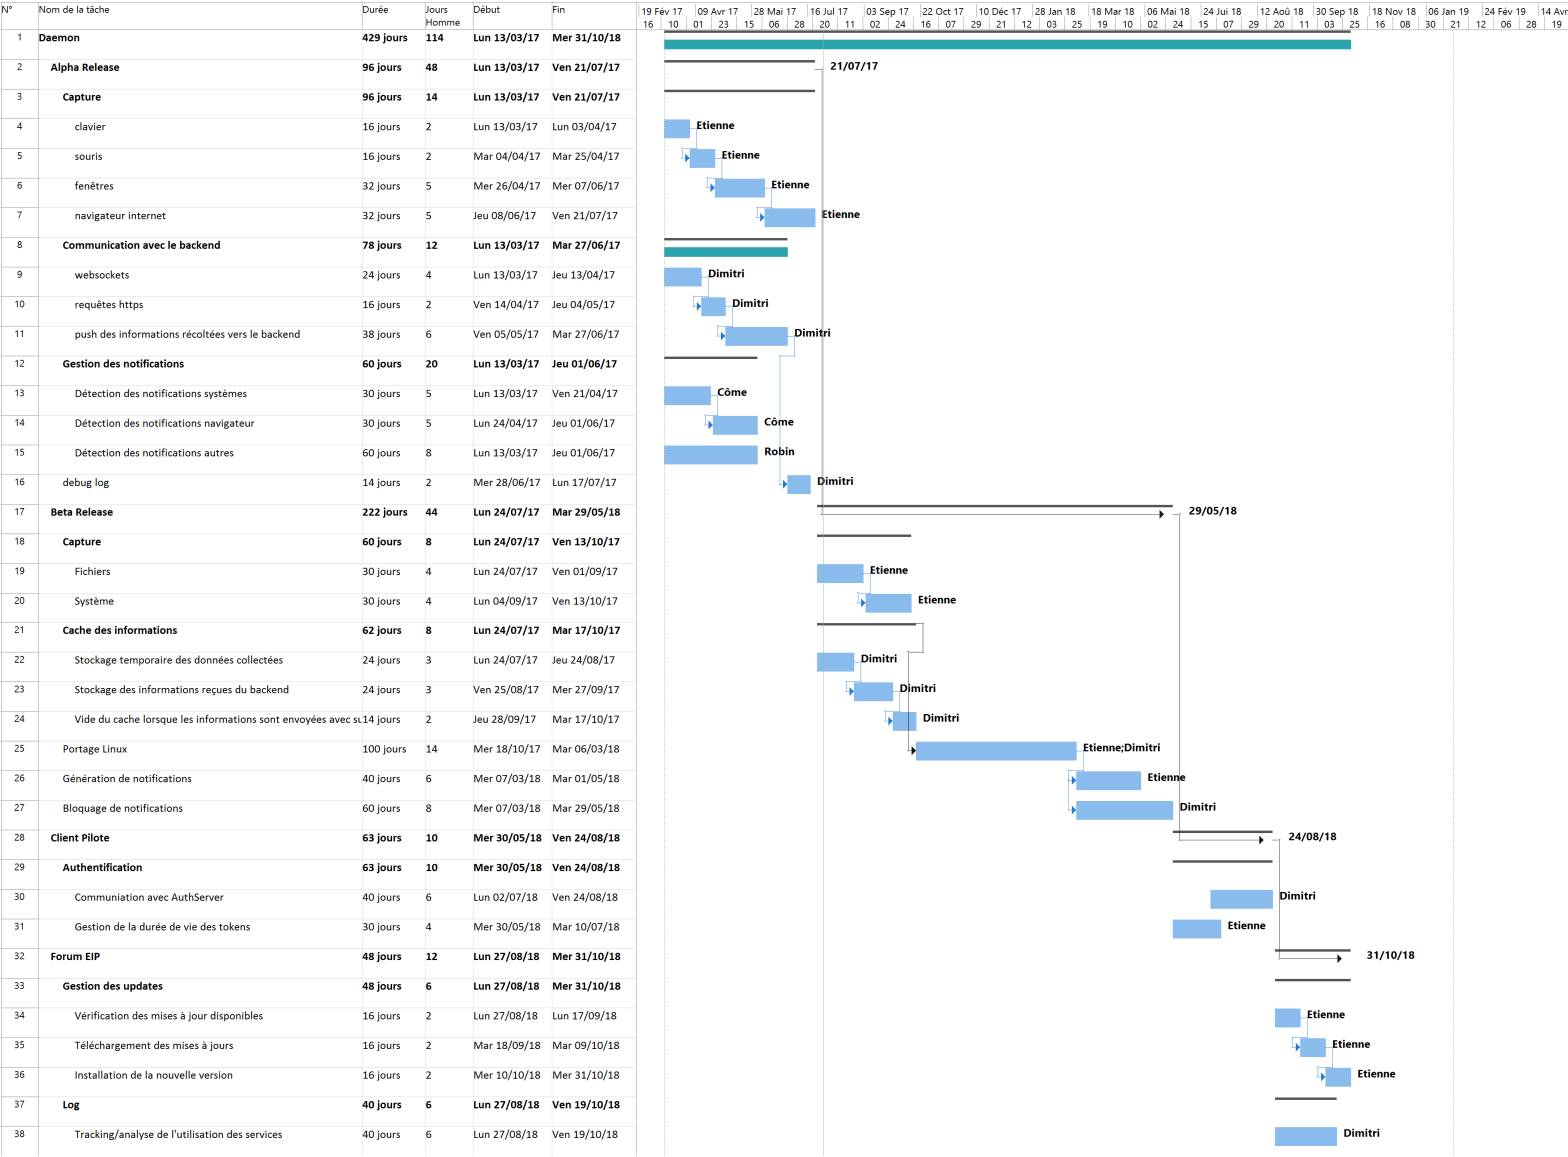 N° Nom de la tâche Durée Jours Homme Début Fin
19 Fév 17 09 Avr 17 28 Mai 17 16 Jul 17 03 Sep 17 22 Oct 17 10 Déc 17 28 Jan 18 18 Mar 18 06 Mai 18 24 Jui 18 12 Aoû 18 30 Sep 18 18 Nov 18 06 Jan 19 24 Fév 19 14 Avr
16 10 01 23 15 06 28 20 11 02 24 16 07 29 21 12 03 25 19 10 02 24 15 07 29 20 11 03 25 16 08 30 21 12 06 28 19
1 Daemon 429 jours 114 Lun 13/03/17 Mer 31/10/18
2 Alpha Release 96 jours 48 Lun 13/03/17 Ven 21/07/17 21/07/17
3 Capture 96 jours 14 Lun 13/03/17 Ven 21/07/17
4 clavier 16 jours 2 Lun 13/03/17 Lun 03/04/17 Etienne
5 souris 16 jours 2 Mar 04/04/17 Mar 25/04/17 Etienne
6 fenêtres 32 jours 5 Mer 26/04/17 Mer 07/06/17 Etienne
7 navigateur internet 32 jours 5 Jeu 08/06/17 Ven 21/07/17 Etienne
8 Communication avec le backend 78 jours 12 Lun 13/03/17 Mar 27/06/17
9 websockets 24 jours 4 Lun 13/03/17 Jeu 13/04/17 Dimitri
10 requêtes https 16 jours 2 Ven 14/04/17 Jeu 04/05/17 Dimitri
11 push des informations récoltées vers le backend 38 jours 6 Ven 05/05/17 Mar 27/06/17 Dimitri
12 Gestion des notifications 60 jours 20 Lun 13/03/17 Jeu 01/06/17
13 Détection des notifications systèmes 30 jours 5 Lun 13/03/17 Ven 21/04/17 Côme
14 Détection des notifications navigateur 30 jours 5 Lun 24/04/17 Jeu 01/06/17 Côme
15 Détection des notifications autres 60 jours 8 Lun 13/03/17 Jeu 01/06/17 Robin
16 debug log 14 jours 2 Mer 28/06/17 Lun 17/07/17 Dimitri
17 Beta Release 222 jours 44 Lun 24/07/17 Mar 29/05/18 29/05/18
18 Capture 60 jours 8 Lun 24/07/17 Ven 13/10/17
19 Fichiers 30 jours 4 Lun 24/07/17 Ven 01/09/17 Etienne
20 Système 30 jours 4 Lun 04/09/17 Ven 13/10/17 Etienne
21 Cache des informations 62 jours 8 Lun 24/07/17 Mar 17/10/17
22 Stockage temporaire des données collectées 24 jours 3 Lun 24/07/17 Jeu 24/08/17 Dimitri
23 Stockage des informations reçues du backend 24 jours 3 Ven 25/08/17 Mer 27/09/17 Dimitri
24 Vide du cache lorsque les informations sont envoyées avec su 14 jours 2 Jeu 28/09/17 Mar 17/10/17 Dimitri
25 Portage Linux 100 jours 14 Mer 18/10/17 Mar 06/03/18 Etienne;Dimitri
26 Génération de notifications 40 jours 6 Mer 07/03/18 Mar 01/05/18 Etienne
27 Bloquage de notifications 60 jours 8 Mer 07/03/18 Mar 29/05/18 Dimitri
28 Client Pilote 63 jours 10 Mer 30/05/18 Ven 24/08/18 24/08/18
29 Authentification 63 jours 10 Mer 30/05/18 Ven 24/08/18
30 Communiation avec AuthServer 40 jours 6 Lun 02/07/18 Ven 24/08/18 Dimitri
31 Gestion de la durée de vie des tokens 30 jours 4 Mer 30/05/18 Mar 10/07/18 Etienne
32 Forum EIP 48 jours 12 Lun 27/08/18 Mer 31/10/18 31/10/18
33 Gestion des updates 48 jours 6 Lun 27/08/18 Mer 31/10/18
34 Vérification des mises à jour disponibles 16 jours 2 Lun 27/08/18 Lun 17/09/18 Etienne
35 Téléchargement des mises à jours 16 jours 2 Mar 18/09/18 Mar 09/10/18 Etienne
36 Installation de la nouvelle version 16 jours 2 Mer 10/10/18 Mer 31/10/18 Etienne
37 Log 40 jours 6 Lun 27/08/18 Ven 19/10/18
38 Tracking/analyse de l'utilisation des services 40 jours 6 Lun 27/08/18 Ven 19/10/18 Dimitri